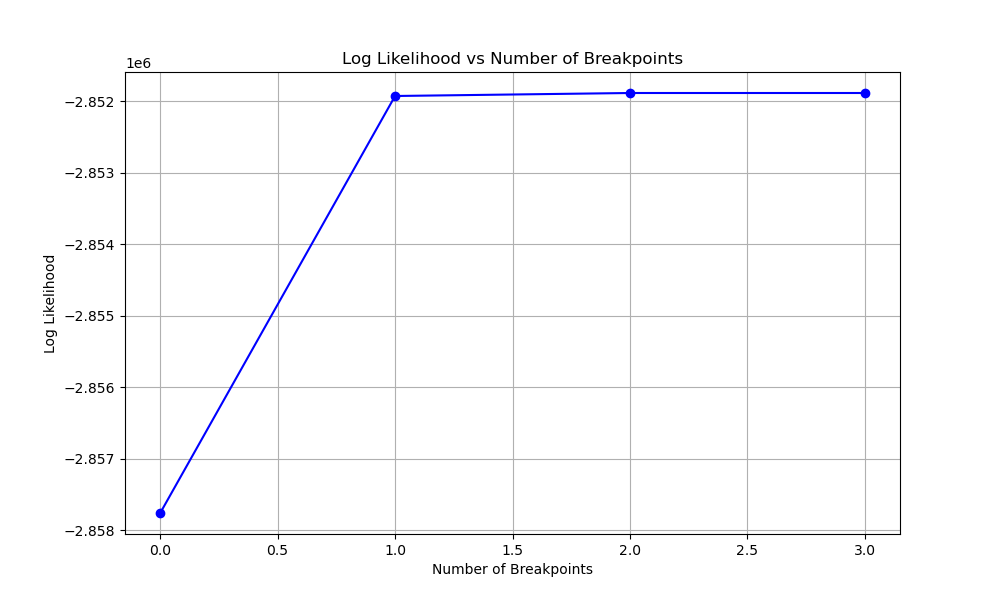 Log Likelihood vs Number of Breakpoints
1e6
−2.852
−2.853
−2.854
−2.855
−2.856
−2.857
−2.858
Log Likelihood
0.0 0.5 1.0 1.5 2.0 2.5 3.0
Number of Breakpoints